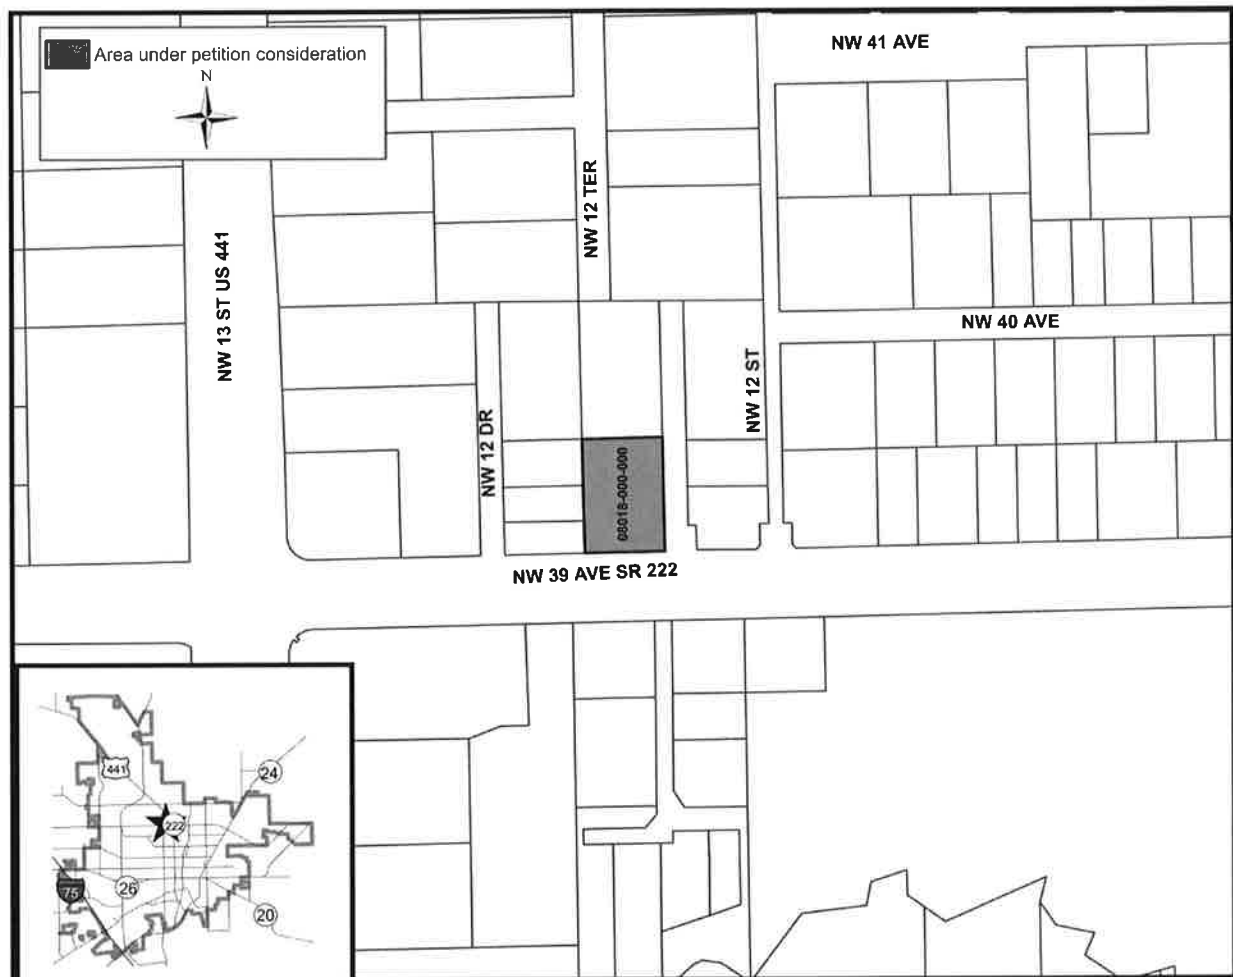 Area under petition consideration
N
NW 41 AVE
NW 12 TER
NW 13 ST US 441
NW 40 AVE
NW 12 ST
NW 12 DR
08018-000-000
NW 39 AVE SR 222
441
24
222
75
26
20